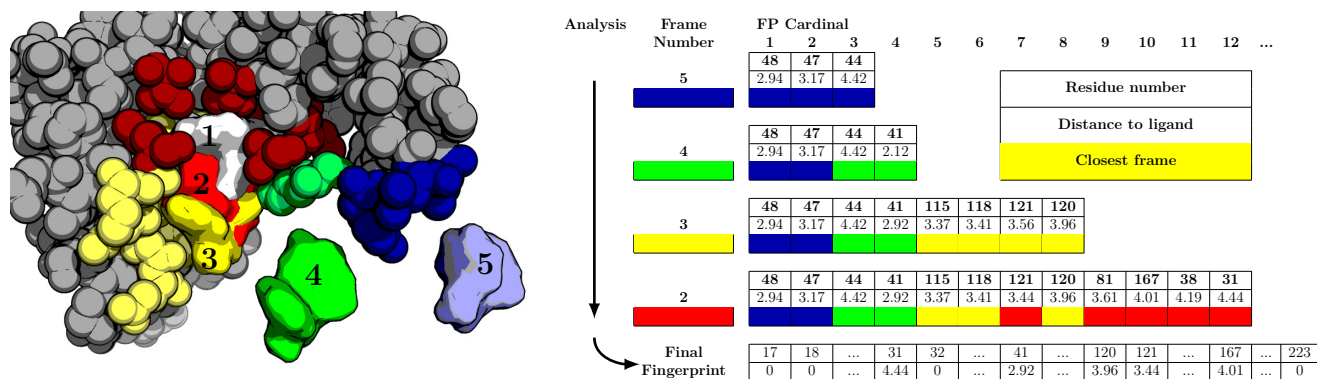 1
2
3
4
5
Analysis Frame Number FP Cardinal
1 2 3 4 5 6 7 8 9 10 11 12 ...
5
48 47 44
2.94 3.17 4.42
Residue number
Distance to ligand
Closest frame
4
48 47 44 41
2.94 3.17 4.42 2.12
3
48 47 44 41 115 118 121 120
2.94 3.17 4.42 2.92 3.37 3.41 3.56 3.96
2
48 47 44 41 115 118 121 120 81 167 38 31
2.94 3.17 4.42 2.92 3.37 3.41 3.44 3.96 3.61 4.01 4.19 4.44
Final Fingerprint
17 18 ... 31 32 ... 41 ... 120 121 ... 167 ... 223
0 0 ... 4.44 0 ... 2.92 ... 3.96 3.44 ... 4.01 ... 0